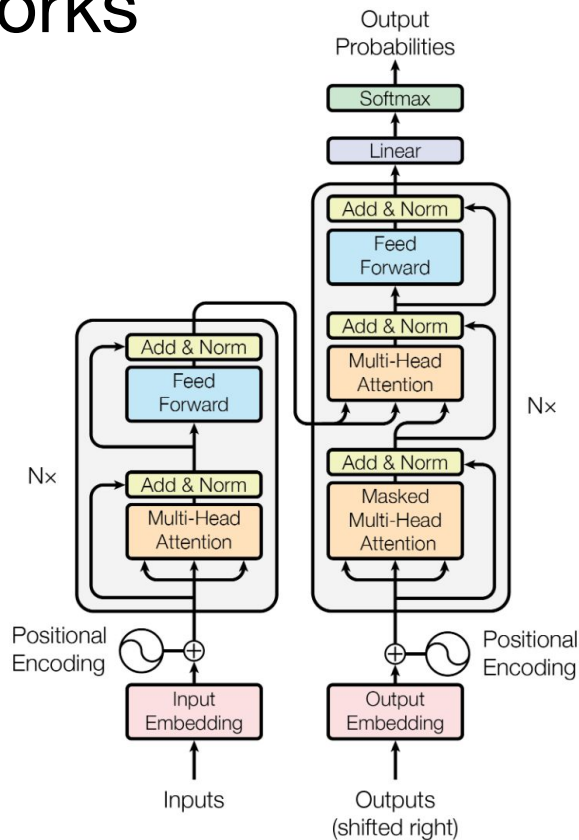 orks
Output
Probabilities
Softmax
Linear
Add & Norm
Feed
Forward
Add & Norm
Multi-Head
Attention
Nx
Add & Norm
Masked
Multi-Head
Attention
Add & Norm
Feed
Forward
Nx
Add & Norm
Multi-Head
Attention
Positional
Encoding
Positional
Encoding
Input
Embedding
Output
Embedding
Inputs
Outputs
(shifted right)